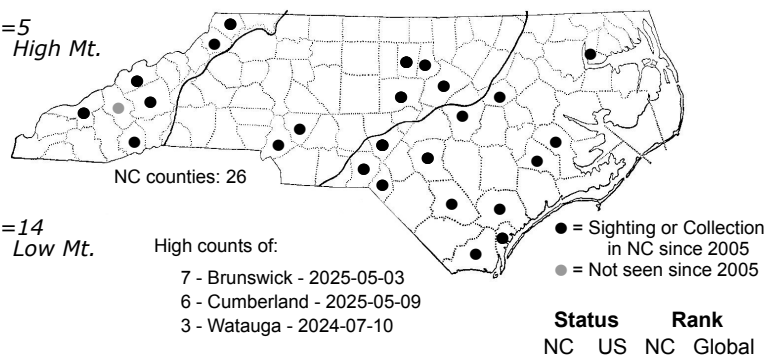 =5
High Mt.
NC counties: 26
=14
Low Mt.
High counts of:
7 - Brunswick - 2025-05-03
6 - Cumberland - 2025-05-09
3 - Watauga - 2024-07-10
● = Sighting or Collection
in NC since 2005
● = Not seen since 2005
Status Rank
NC US NC Global